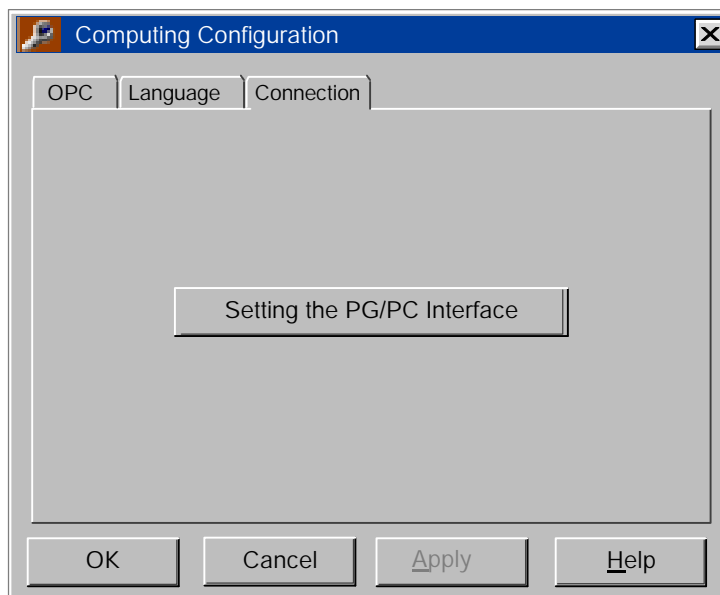 Computing Configuration
OPC Language Connection
Setting the PG/PC Interface
OK Cancel Apply Help